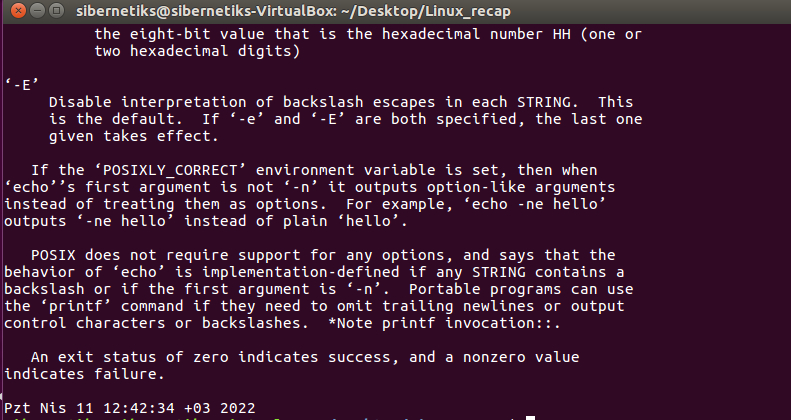 sibernetiks@sibernetiks-VirtualBox: ~/Desktop/Linux_recap
the eight-bit value that is the hexadecimal number HH (one or
two hexadecimal digits)
‘-E’
Disable interpretation of backslash escapes in each STRING.  This
is the default.  If ‘-e’ and ‘-E’ are both specified, the last one
given takes effect.
If the ‘POSIXLY_CORRECT’ environment variable is set, then when
‘echo’’s first argument is not ‘-n’ it outputs option-like arguments
instead of treating them as options.  For example, ‘echo -ne hello’
outputs ‘-ne hello’ instead of plain ‘hello’.
POSIX does not require support for any options, and says that the
behavior of ‘echo’ is implementation-defined if any STRING contains a
backslash or if the first argument is ‘-n’.  Portable programs can use
the ‘printf’ command if they need to omit trailing newlines or output
control characters or backslashes.  *Note printf invocation::.
An exit status of zero indicates success, and a nonzero value
indicates failure.
Pzt Nis 11 12:42:34 +03 2022